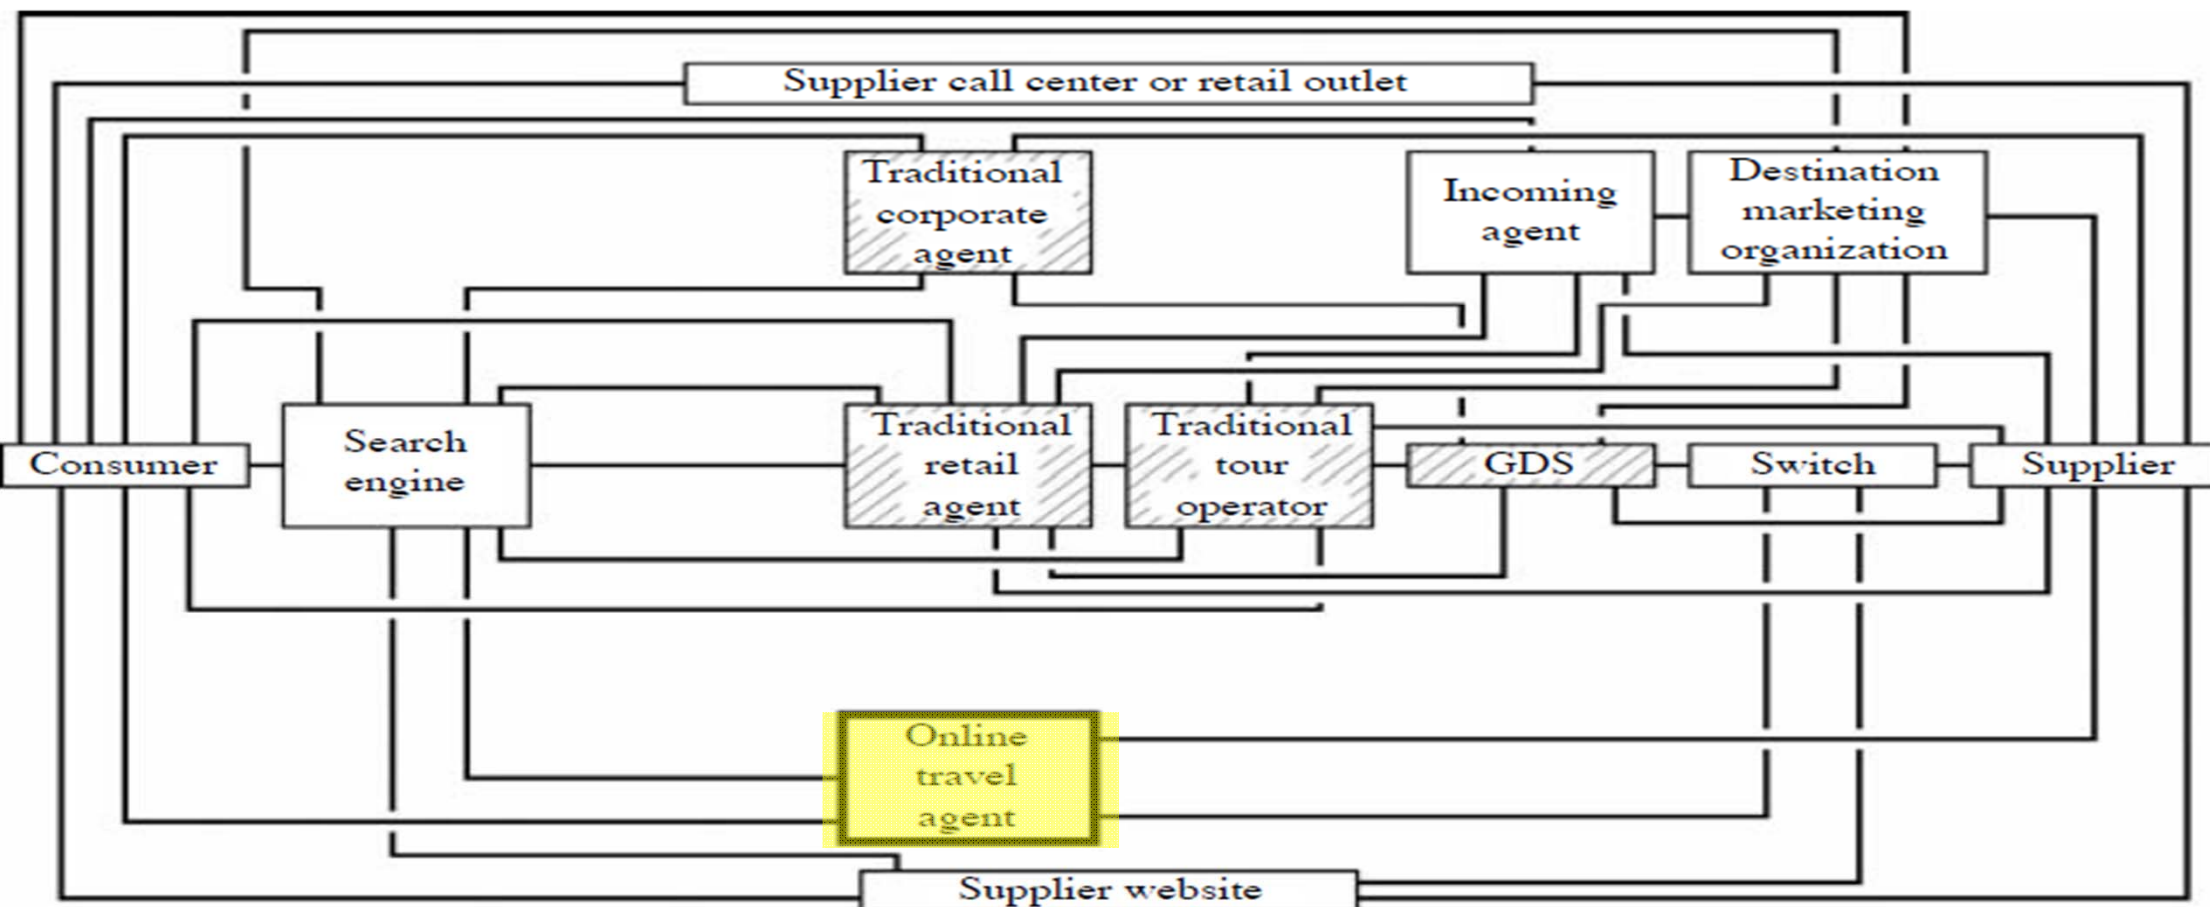 Supplier call center or retail outlet
Traditional
corporate
agent
Incoming
agent
Destination
marketing
organization
Consumer
Search
engine
Traditional
retail
agent
Traditional
tour
operator
GDS
Switch
Supplier
Online
travel
agent
Supplier website